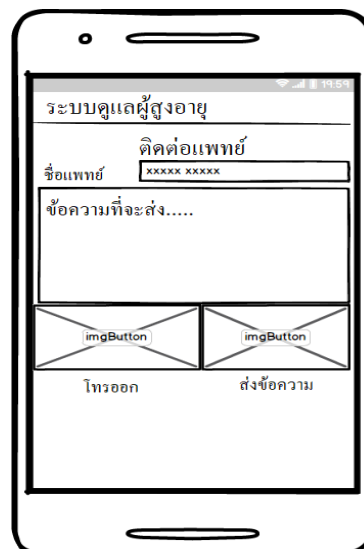 19:59
ระบบดูแลผู้สูงอายุ
ติดต่อแพทย์
ชื่อแพทย์ xxxxx xxxxx
ข้อความที่จะส่ง.....
imgButton imgButton
โทรออก ส่งข้อความ